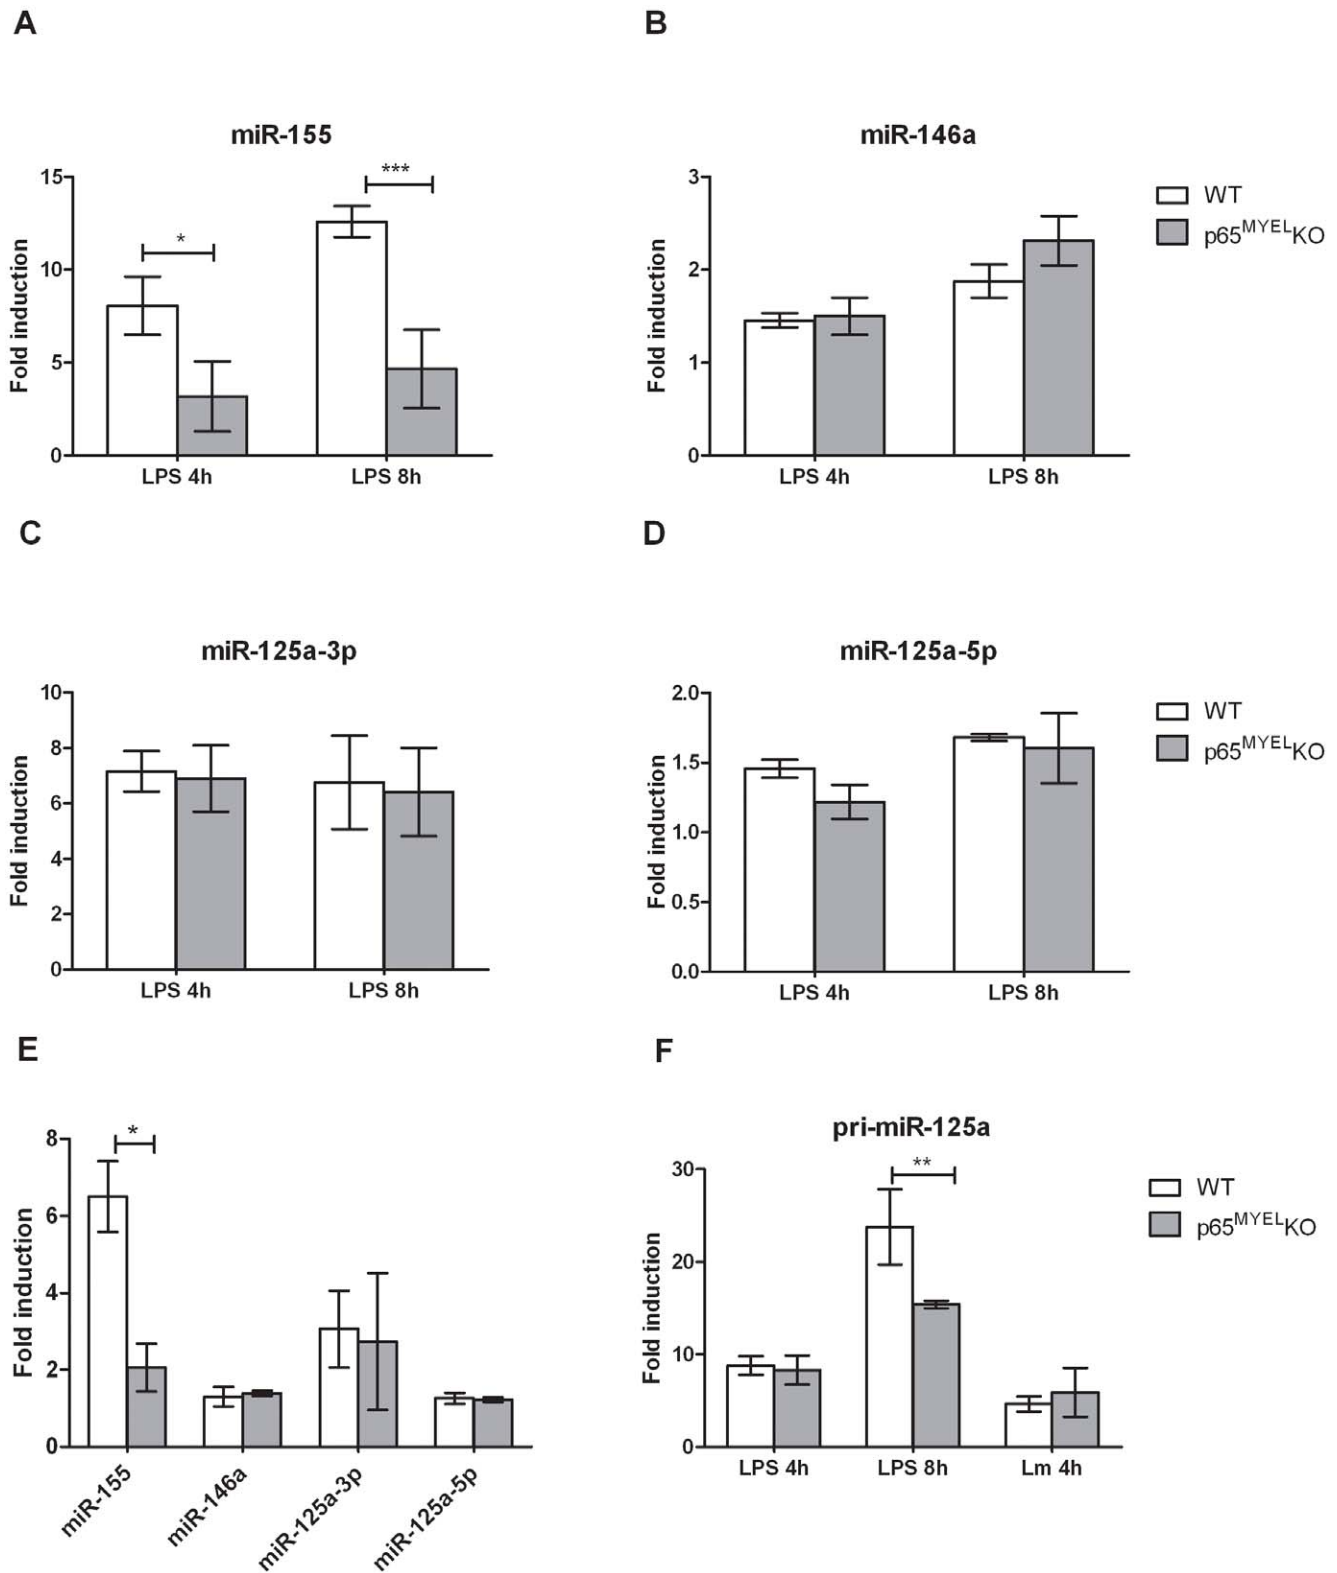 A
B
miR-155
miR-146a
15
10
5
0
Fold induction
*
***
LPS 4h
LPS 8h
3
2
1
0
Fold induction
LPS 4h
LPS 8h
WT
p65MYELKO
C
D
miR-125a-3p
miR-125a-5p
10
8
6
4
2
0
Fold induction
LPS 4h
LPS 8h
2.0
1.5
1.0
0.5
0.0
Fold induction
LPS 4h
LPS 8h
WT
p65MYELKO
E
F
8
6
4
2
0
Fold induction
*
miR-155
miR-146a
miR-125a-3p
miR-125a-5p
pri-miR-125a
30
20
10
0
Fold induction
**
LPS 4h
LPS 8h
Lm 4h
WT
p65MYELKO